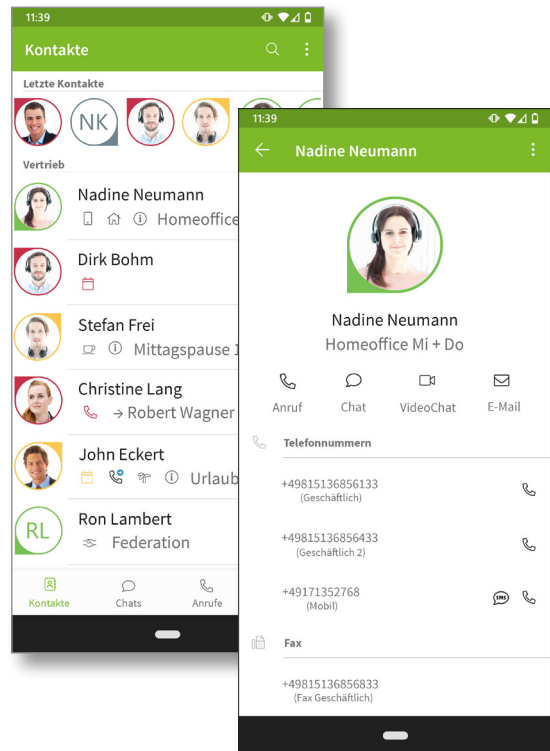 11:39
Kontakte
Letzte Kontakte
NK
Vertrieb
Nadine Neumann
Homeoffice
Dirk Bohm
Stefan Frei
Mittagspause 1
Christine Lang
→ Robert Wagner
John Eckert
Urlaub
RL
Ron Lambert
Federation
Kontakte
Chats
Anrufe
11:39
Nadine Neumann
Nadine Neumann
Homeoffice Mi + Do
Anruf
Chat
VideoChat
E-Mail
Telefonnummern
+49815136856133
(Geschäftlich)
+49815136856433
(Geschäftlich 2)
+49171352768
(Mobil)
SMS
Fax
+49815136856833
(Fax Geschäftlich)